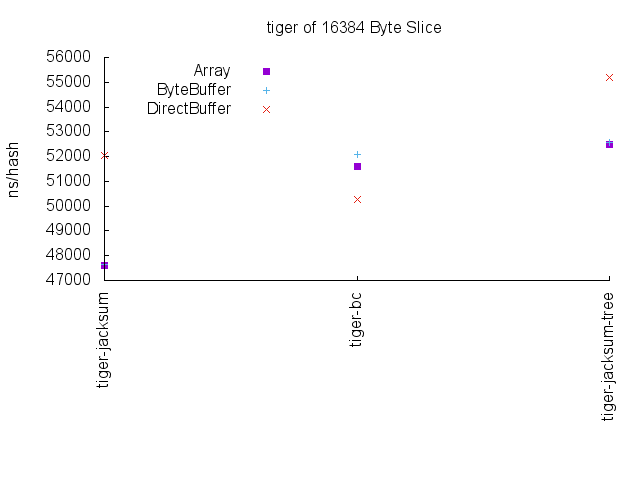 tiger of 16384 Byte Slice
56000
55000
54000
53000
52000
51000
50000
49000
48000
47000
ns/hash
Array
ByteBuffer
DirectBuffer
tiger-jacksum
tiger-bc
tiger-jacksum-tree